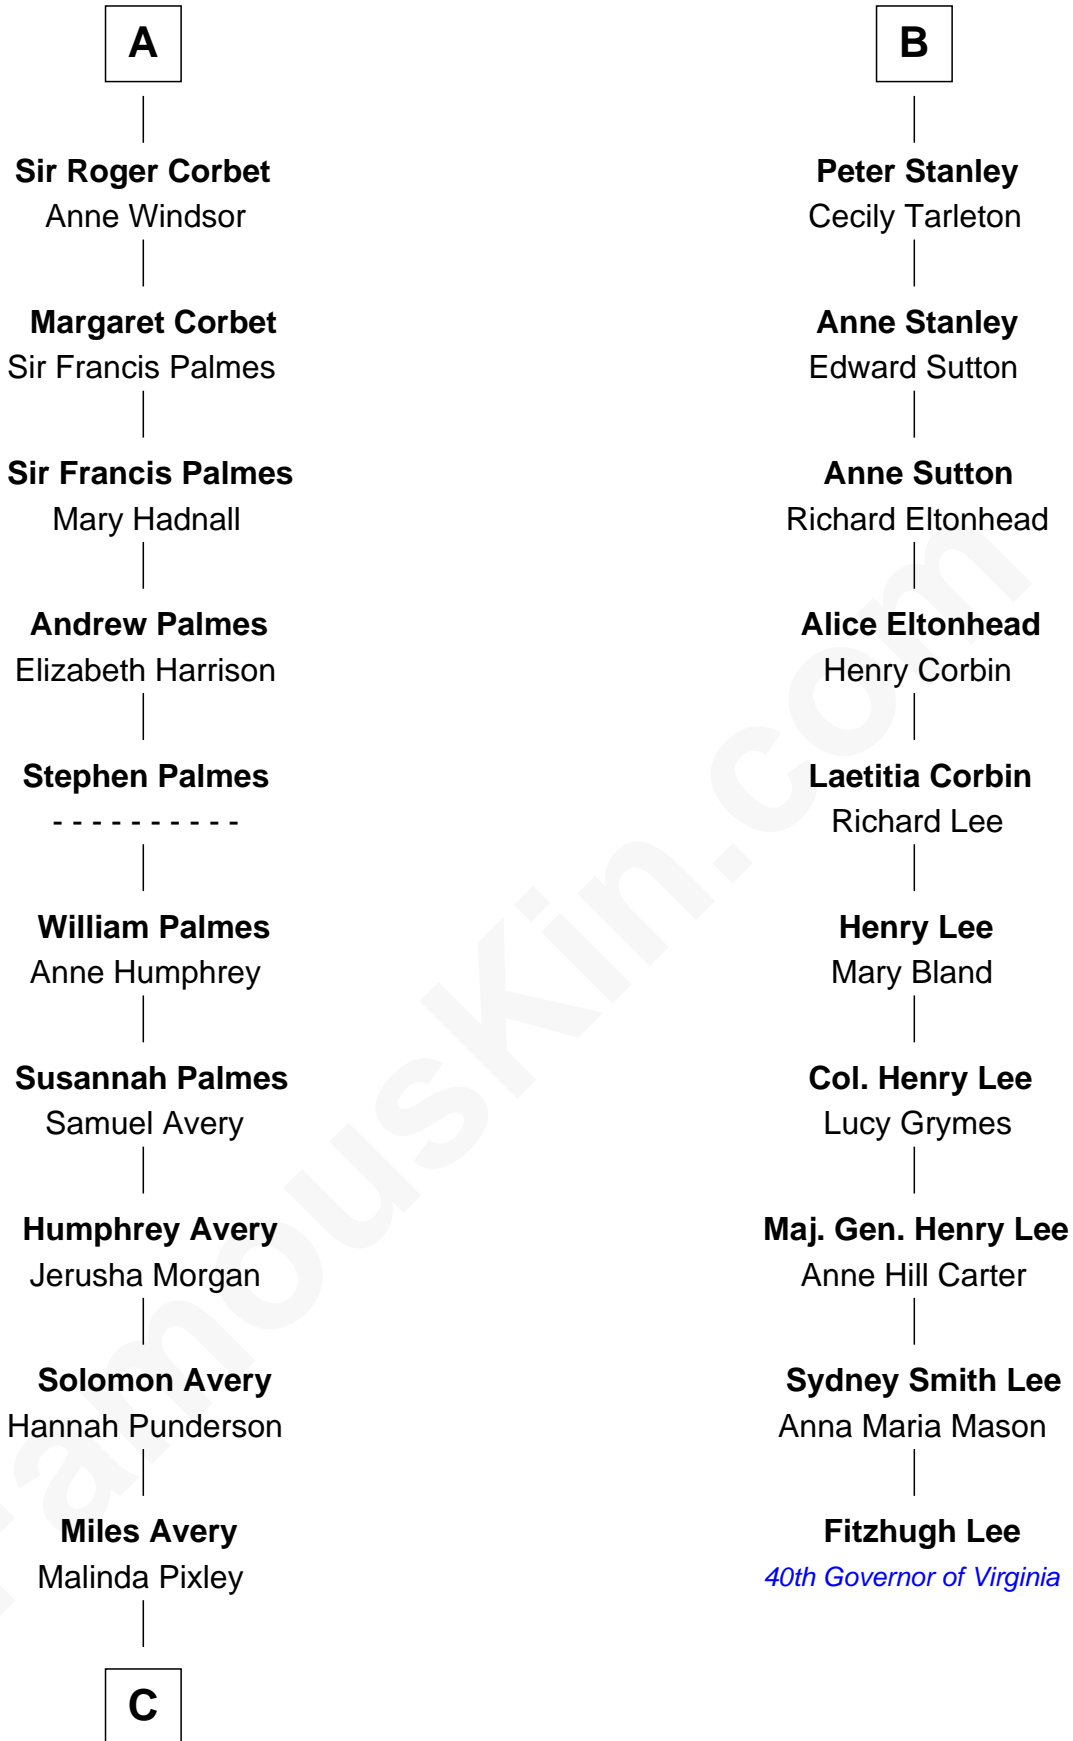 A
Sir Roger Corbet
Anne Windsor
Margaret Corbet
Sir Francis Palmes
Sir Francis Palmes
Mary Hadnall
Andrew Palmes
Elizabeth Harrison
Stephen Palmes
- - - - - - - - - -
William Palmes
Anne Humphrey
Susannah Palmes
Samuel Avery
Humphrey Avery
Jerusha Morgan
Solomon Avery
Hannah Punderson
Miles Avery
Malinda Pixley
C
B
Peter Stanley
Cecily Tarleton
Anne Stanley
Edward Sutton
Anne Sutton
Richard Eltonhead
Alice Eltonhead
Henry Corbin
Laetitia Corbin
Richard Lee
Henry Lee
Mary Bland
Col. Henry Lee
Lucy Grymes
Maj. Gen. Henry Lee
Anne Hill Carter
Sydney Smith Lee
Anna Maria Mason
Fitzhugh Lee
40th Governor of Virginia
FamousKin.com